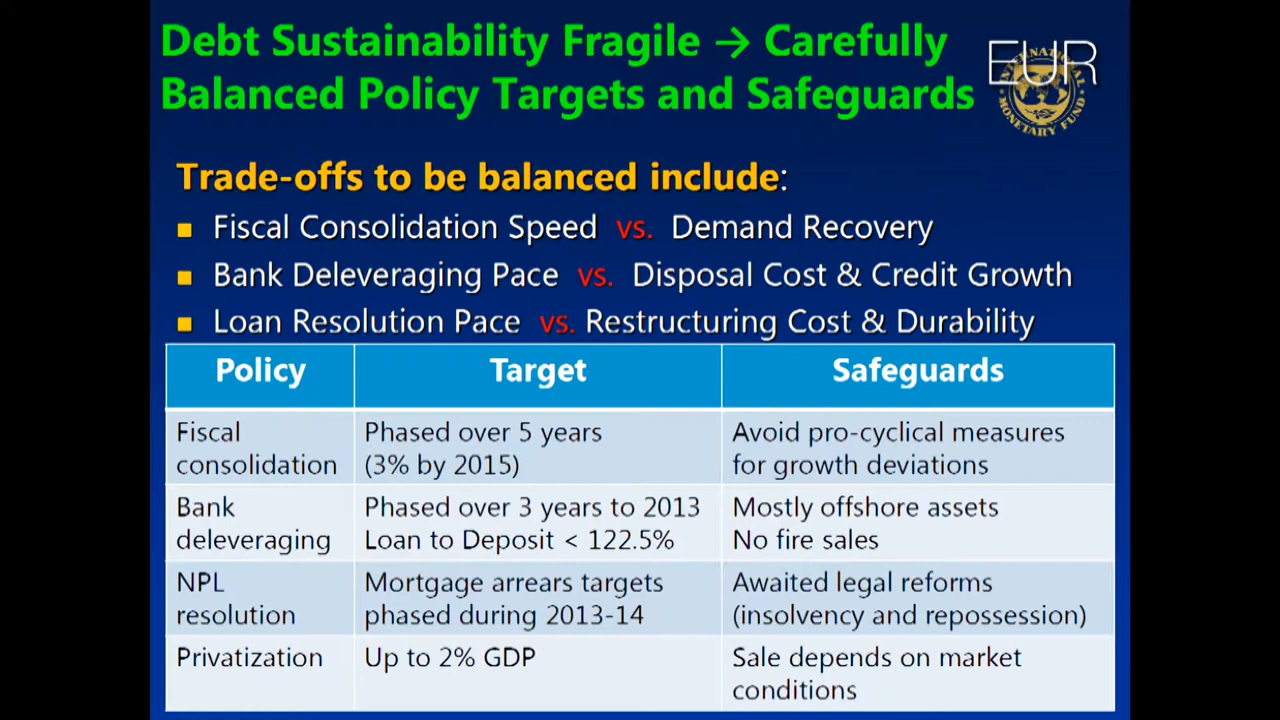 Debt Sustainability Fragile → Carefully
Balanced Policy Targets and Safeguards
EUR
INTERNATIONAL
MONETARY FUND
Trade-offs to be balanced include:
■ Fiscal Consolidation Speed vs. Demand Recovery
■ Bank Deleveraging Pace vs. Disposal Cost & Credit Growth
■ Loan Resolution Pace vs. Restructuring Cost & Durability
Policy Target Safeguards
Fiscal Phased over 5 years Avoid pro-cyclical measures
consolidation (3% by 2015) for growth deviations
Bank Phased over 3 years to 2013 Mostly offshore assets
deleveraging Loan to Deposit < 122.5% No fire sales
NPL Mortgage arrears targets Awaited legal reforms
resolution phased during 2013-14 (insolvency and repossession)
Privatization Up to 2% GDP Sale depends on market
conditions